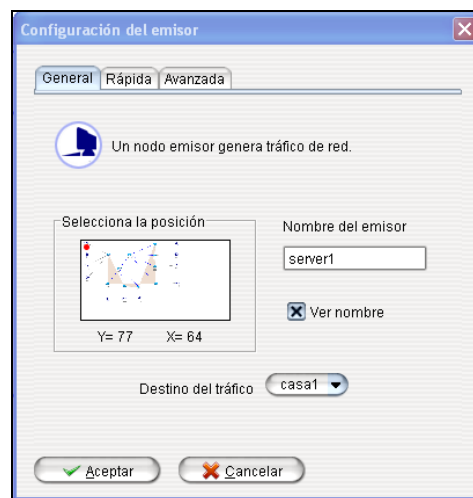 Configuración del emisor
General Rápida Avanzada
Un nodo emisor genera tráfico de red.
Selecciona la posición
Y= 77 X= 64
Nombre del emisor
server1
Ver nombre
Destino del tráfico casa1
Aceptar Cancelar